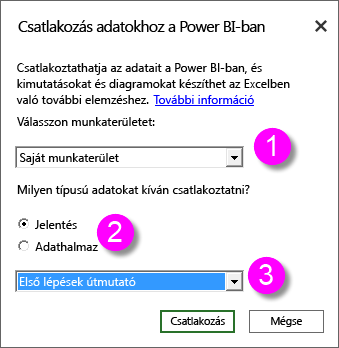 Csatlakozás adatokhoz a Power BI-ban
Csatlakoztathatja az adatait a Power BI-ban, és
kimutatásokat és diagramokat készíthet az Excelben
való további elemzéshez. További információ
Válasszon munkaterületet:
1
Saját munkaterület
Milyen típusú adatokat kíván csatlakoztatni?
Jelentés
2
Adathalmaz
3
Első lépések útmutató
Csatlakozás Mégse